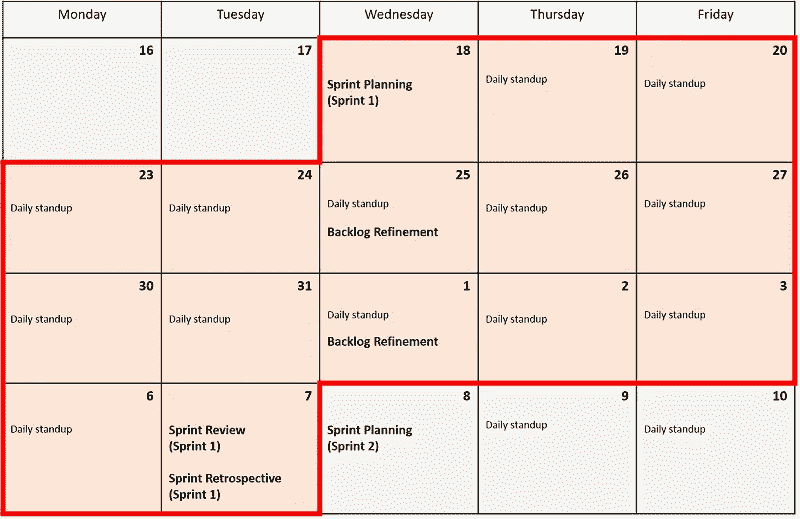 Monday Tuesday Wednesday Thursday Friday
16 17 18 19 20
Sprint Planning
(Sprint 1)
Daily standup
Daily standup
23 24 25 26 27
Daily standup
Daily standup
Daily standup
Backlog Refinement
Daily standup
Daily standup
30 31 1 2 3
Daily standup
Daily standup
Daily standup
Backlog Refinement
Daily standup
Daily standup
6 7 8 9 10
Daily standup
Sprint Review
(Sprint 1)
Sprint Retrospective
(Sprint 1)
Sprint Planning
(Sprint 2)
Daily standup
Daily standup